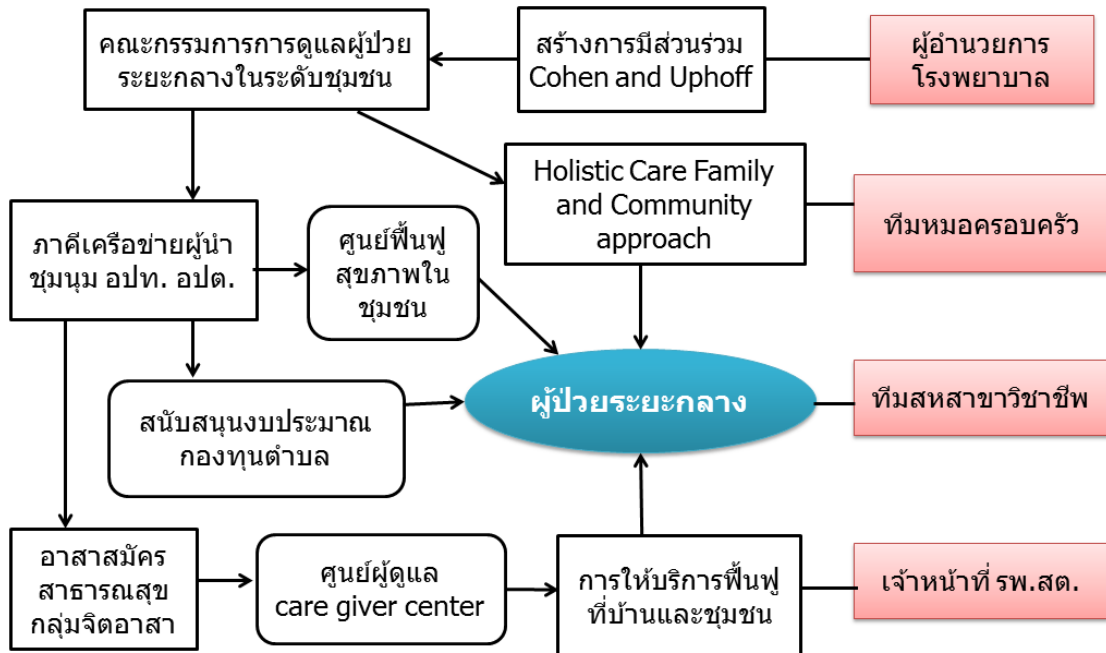 คณะกรรมการการดูแลผู้ป่วย
ระยะกลางในระดับชุมชน
สร้างการมีส่วนร่วม
Cohen and Uphoff
ผู้อำนวยการ
โรงพยาบาล
Holistic Care Family
and Community
approach
ทีมหมอครอบครัว
ภาคีเครือข่ายผู้นำ
ชุมนุม อปท. อปต.
ศูนย์ฟื้นฟู
สุขภาพใน
ชุมชน
ผู้ป่วยระยะกลาง
ทีมสหสาขาวิชาชีพ
สนับสนุนงบประมาณ
กองทุนตำบล
อาสาสมัคร
สาธารณสุข
กลุ่มจิตอาสา
ศูนย์ผู้ดูแล
care giver center
การให้บริการฟื้นฟู
ที่บ้านและชุมชน
เจ้าหน้าที่ รพ.สต.